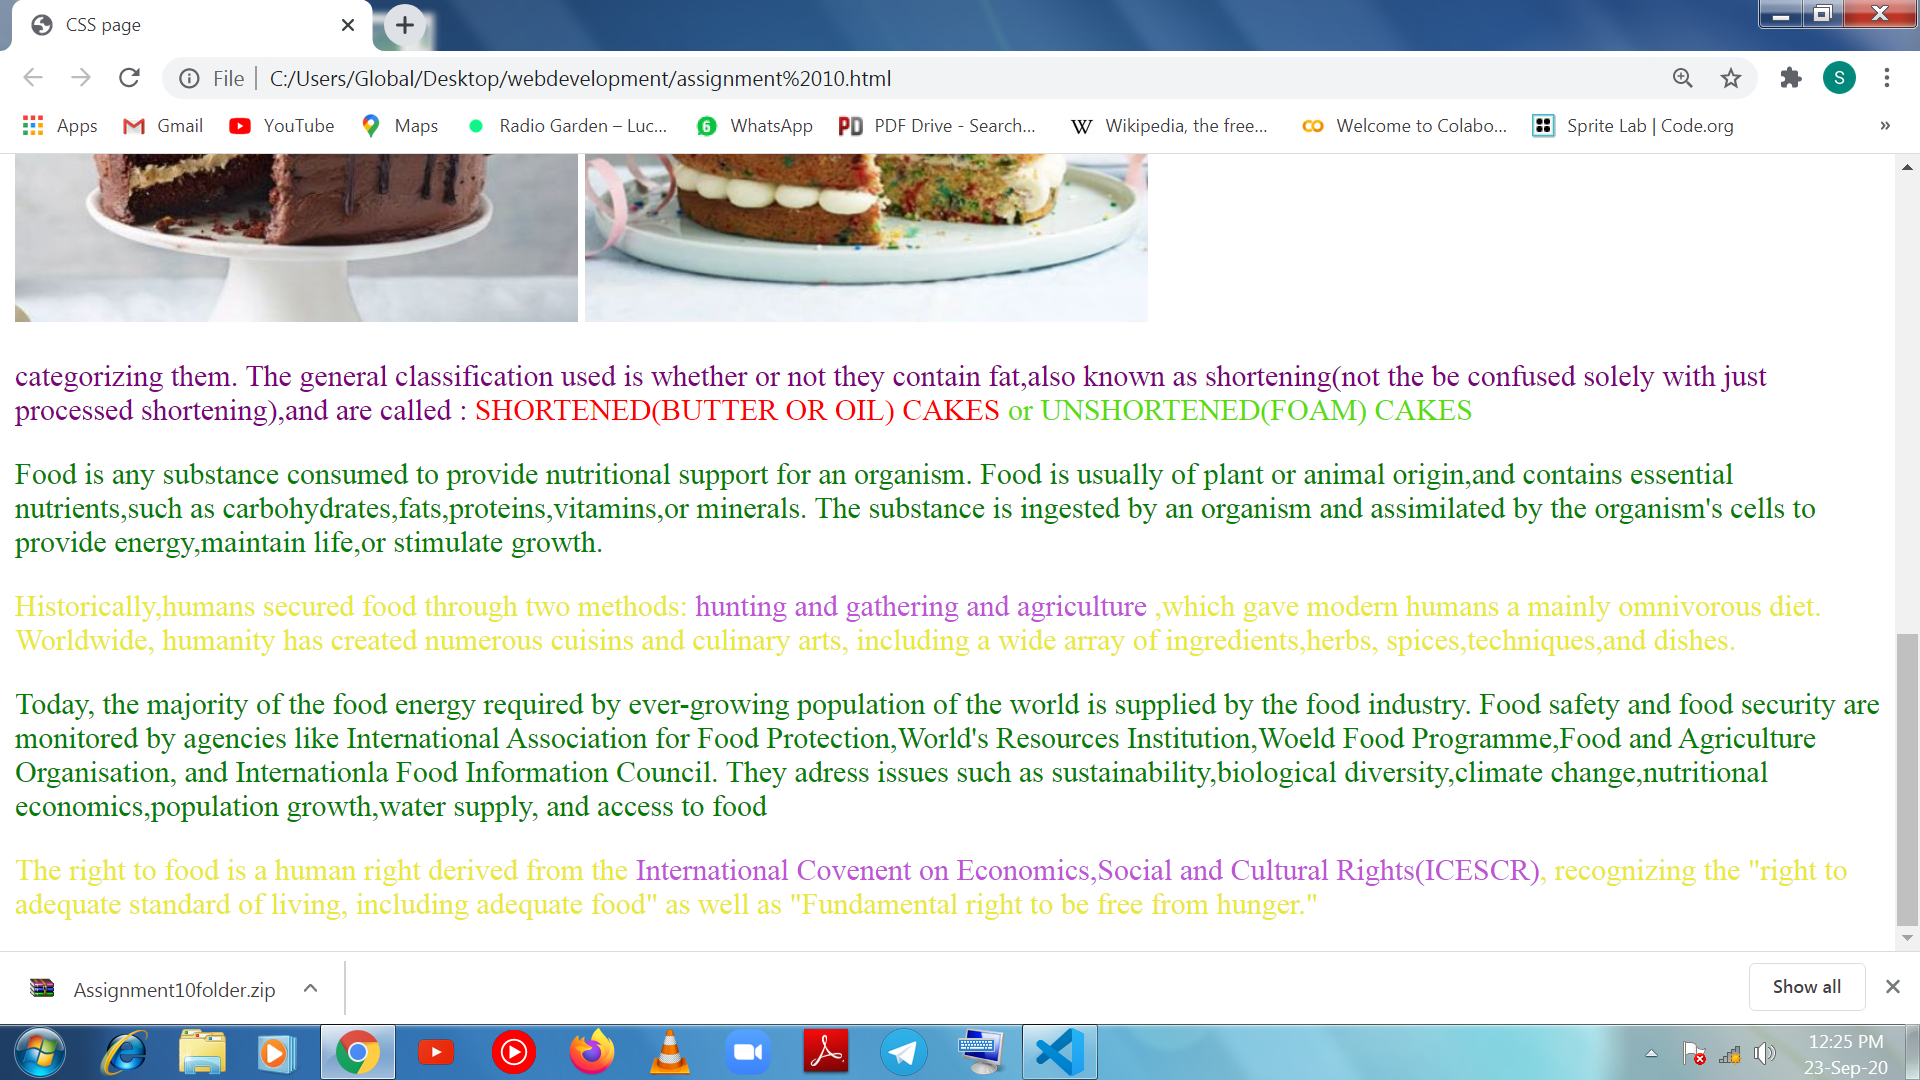 CSS page
File
C:/Users/Global/Desktop/webdevelopment/assignment%2010.html
S
Apps
Gmail
YouTube
Maps
Radio Garden – Luc...
6
WhatsApp
PD
PDF Drive - Search...
W
Wikipedia, the free...
Welcome to Colabo...
Sprite Lab | Code.org
»
categorizing them. The general classification used is whether or not they contain fat,also known as shortening(not the be confused solely with just
processed shortening),and are called : SHORTENED(BUTTER OR OIL) CAKES or UNSHORTENED(FOAM) CAKES
Food is any substance consumed to provide nutritional support for an organism. Food is usually of plant or animal origin,and contains essential
nutrients,such as carbohydrates,fats,proteins,vitamins,or minerals. The substance is ingested by an organism and assimilated by the organism's cells to
provide energy,maintain life,or stimulate growth.
Historically,humans secured food through two methods: hunting and gathering and agriculture ,which gave modern humans a mainly omnivorous diet.
Worldwide, humanity has created numerous cuisins and culinary arts, including a wide array of ingredients,herbs, spices,techniques,and dishes.
Today, the majority of the food energy required by ever-growing population of the world is supplied by the food industry. Food safety and food security are
monitored by agencies like International Association for Food Protection,World's Resources Institution,Woeld Food Programme,Food and Agriculture
Organisation, and Internationla Food Information Council. They adress issues such as sustainability,biological diversity,climate change,nutritional
economics,population growth,water supply, and access to food
The right to food is a human right derived from the International Covenent on Economics,Social and Cultural Rights(ICESCR), recognizing the "right to
adequate standard of living, including adequate food" as well as "Fundamental right to be free from hunger."
Assignment10folder.zip
Show all
12:25 PM
23-Sep-20